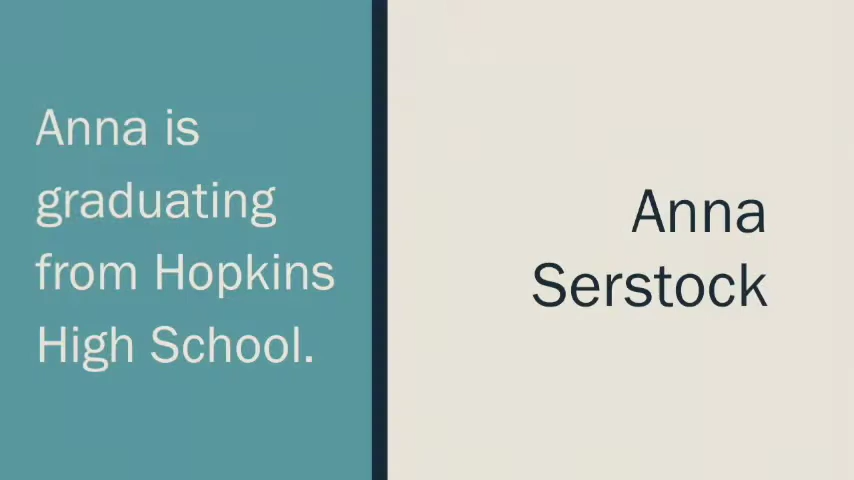 Anna is
graduating
from Hopkins
High School.
Anna
Serstock